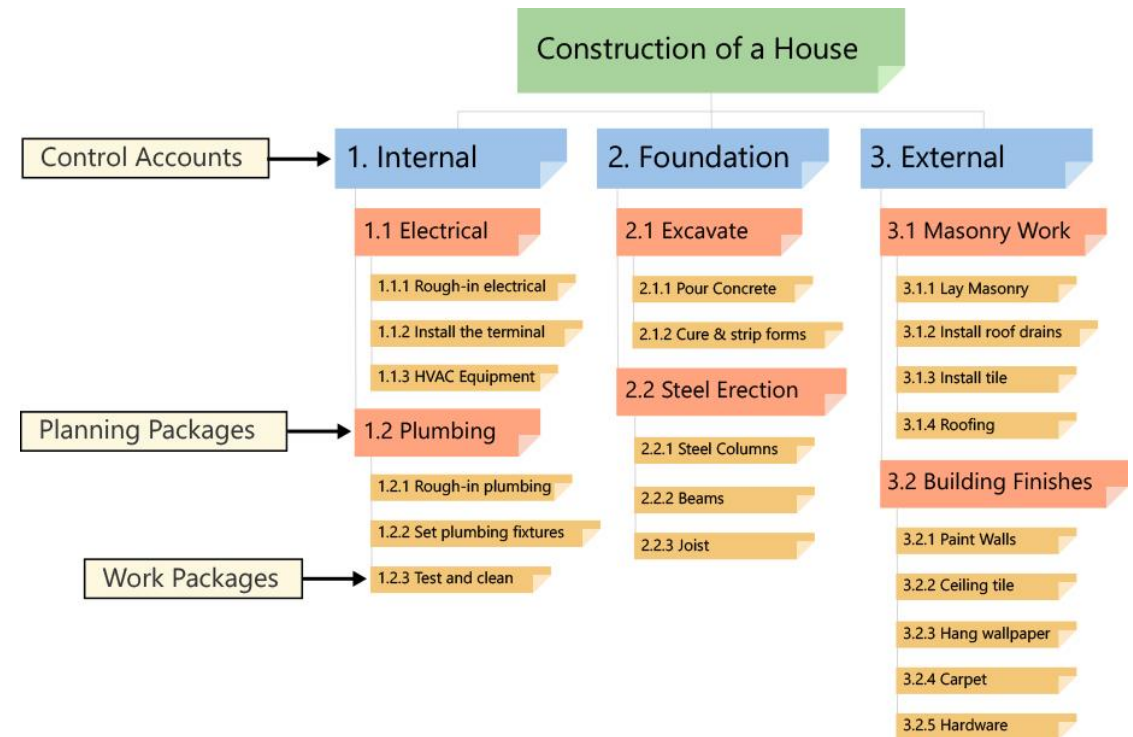 Construction of a House
Control Accounts
1. Internal
2. Foundation
3. External
1.1 Electrical
1.1.1 Rough-in electrical
1.1.2 Install the terminal
1.1.3 HVAC Equipment
Planning Packages
1.2 Plumbing
1.2.1 Rough-in plumbing
1.2.2 Set plumbing fixtures
Work Packages
1.2.3 Test and clean
2.1 Excavate
2.1.1 Pour Concrete
2.1.2 Cure & strip forms
2.2 Steel Erection
2.2.1 Steel Columns
2.2.2 Beams
2.2.3 Joist
3.1 Masonry Work
3.1.1 Lay Masonry
3.1.2 Install roof drains
3.1.3 Install tile
3.1.4 Roofing
3.2 Building Finishes
3.2.1 Paint Walls
3.2.2 Ceiling tile
3.2.3 Hang wallpaper
3.2.4 Carpet
3.2.5 Hardware